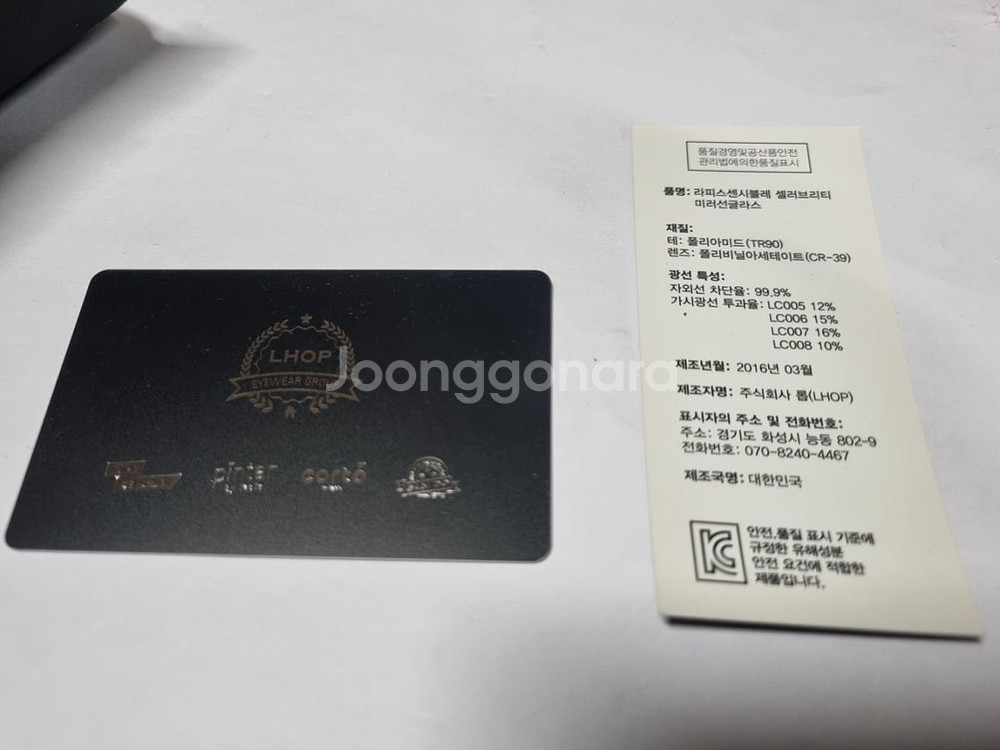 LHOP
EYEWEAR GROUP
pinter
corto
Joonggonara
품질경영및공산품안전
관리법에의한품질표시
품명: 라피스센시블레 셀러브리티
미러선글라스
재질:
테: 폴리아미드(TR90)
렌즈: 폴리비닐아세테이트(CR-39)
광선 특성:
자외선 차단율: 99.9%
가시광선 투과율: LC005 12%
LC006 15%
LC007 16%
LC008 10%
제조년월: 2016년 03월
제조자명: 주식회사 롭(LHOP)
표시자의 주소 및 전화번호:
주소: 경기도 화성시 능동 802-9
전화번호: 070-8240-4467
제조국명: 대한민국
안전.품질 표시 기준에
규정한 유해성분
안전 요건에 적합한
제품입니다.